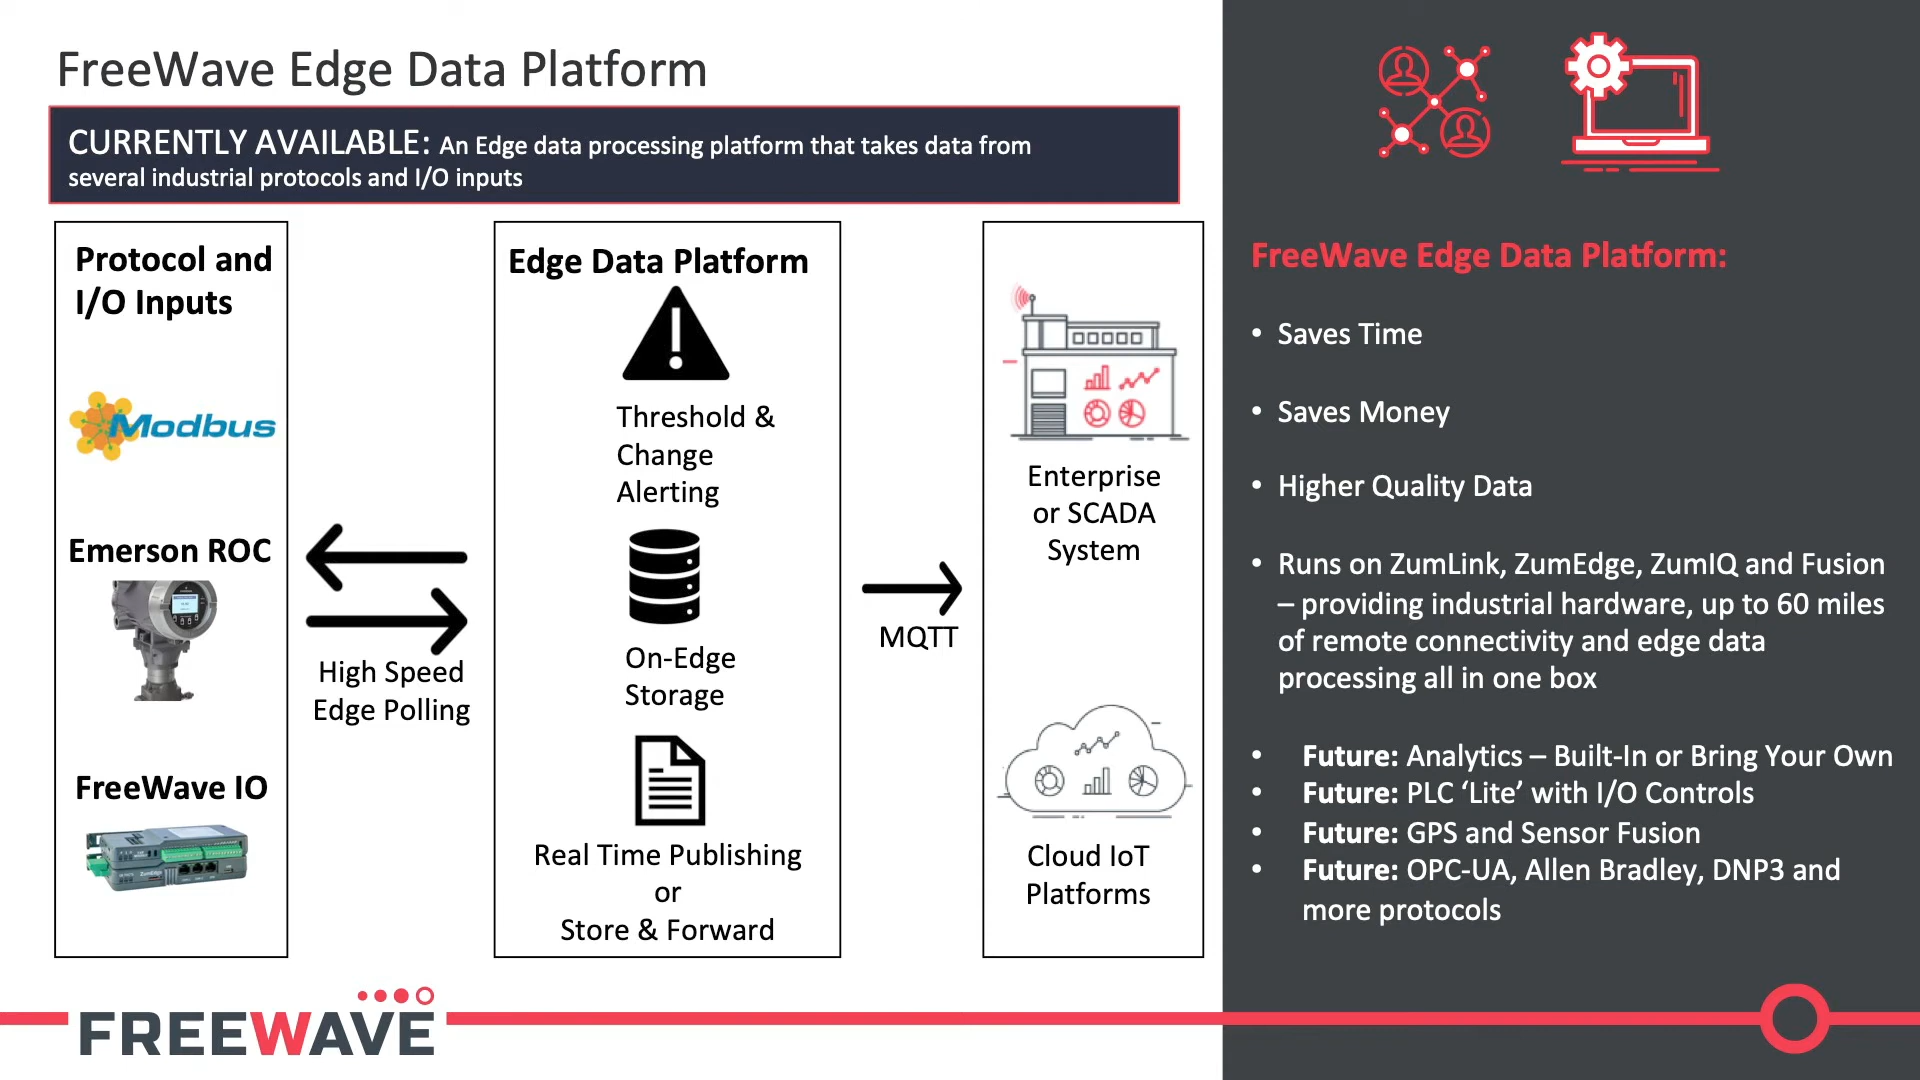 FreeWave Edge Data Platform
CURRENTLY AVAILABLE: An Edge data processing platform that takes data from
several industrial protocols and I/O inputs
Protocol and
I/O Inputs
Modbus
Emerson ROC
FreeWave IO
ZumEdge
High Speed
Edge Polling
Edge Data Platform
Threshold &
Change
Alerting
On-Edge
Storage
Real Time Publishing
or
Store & Forward
MQTT
Enterprise
or SCADA
System
Cloud IoT
Platforms
FreeWave Edge Data Platform:
• Saves Time
• Saves Money
• Higher Quality Data
• Runs on ZumLink, ZumEdge, ZumIQ and Fusion
– providing industrial hardware, up to 60 miles
of remote connectivity and edge data
processing all in one box
• Future: Analytics – Built-In or Bring Your Own
• Future: PLC ‘Lite’ with I/O Controls
• Future: GPS and Sensor Fusion
• Future: OPC-UA, Allen Bradley, DNP3 and
more protocols
FREEWAVE